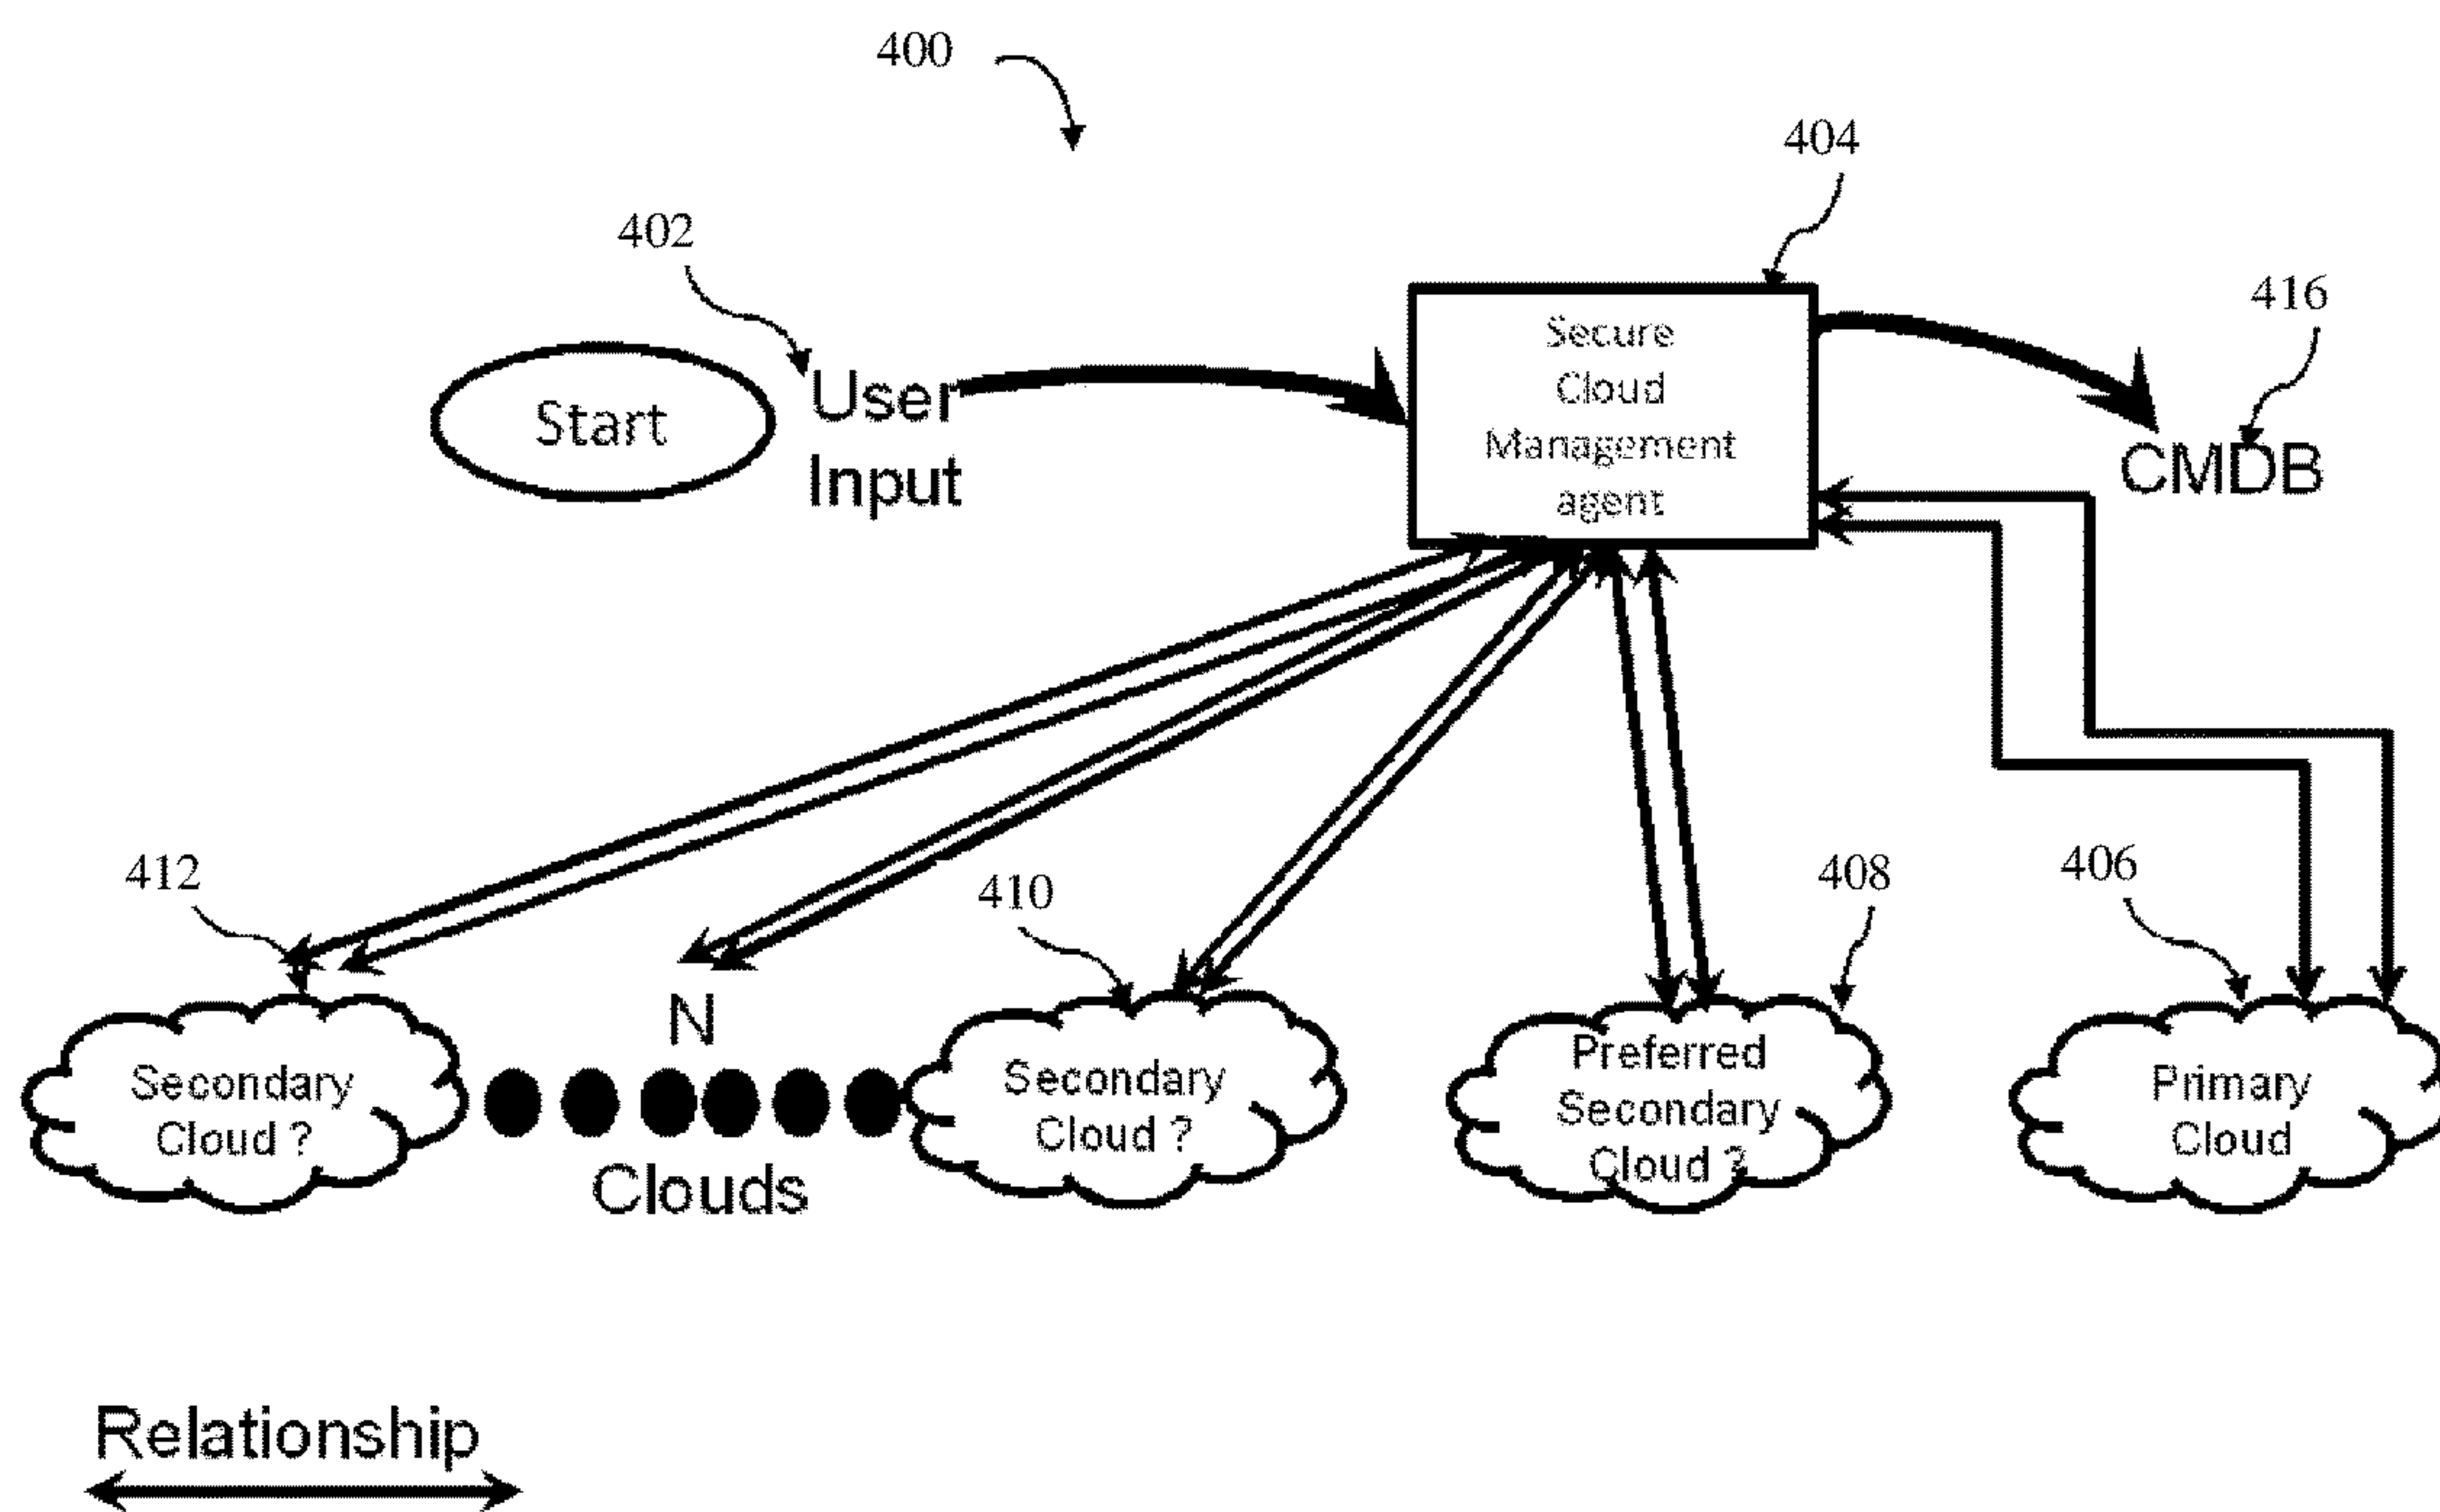 400
404
402
416
Start
User
Input
Secure
Cloud
Management
agent
CMDB
412
410
408
406
Secondary
Cloud ?
N
Clouds
Secondary
Cloud ?
Preferred
Secondary
Cloud ?
Primary
Cloud
Relationship